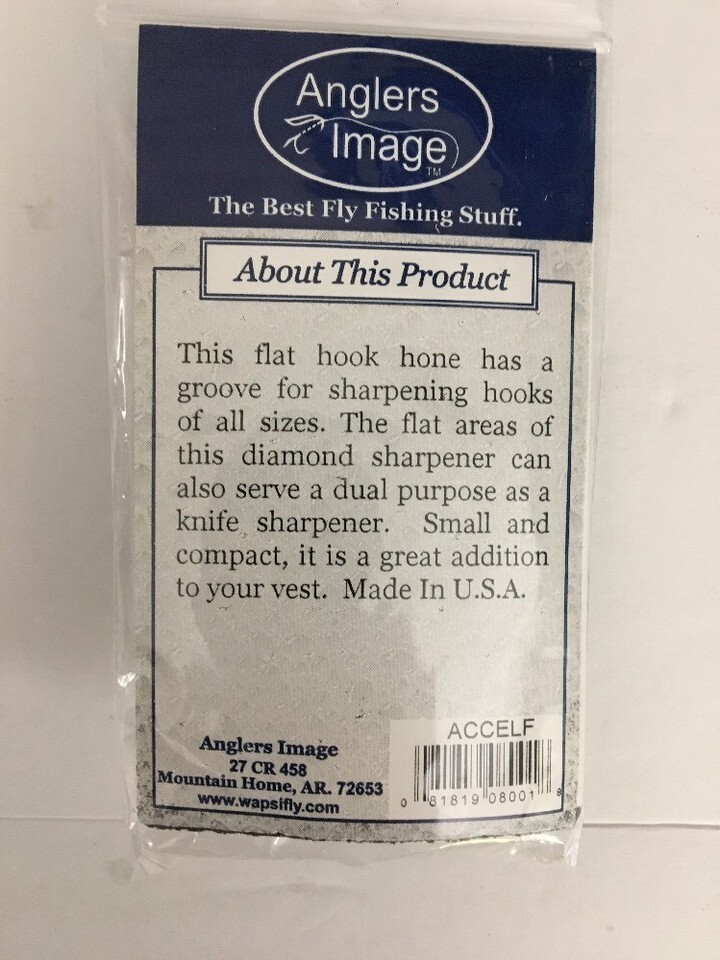 Anglers
Image
TM
The Best Fly Fishing Stuff.
About This Product
This flat hook hone has a
groove for sharpening hooks
of all sizes. The flat areas of
this diamond sharpener can
also serve a dual purpose as a
knife sharpener. Small and
compact, it is a great addition
to your vest. Made In U.S.A.
Anglers Image
27 CR 458
Mountain Home, AR. 72653
www.wapsifly.com
ACCELF
0 81819 08001 8